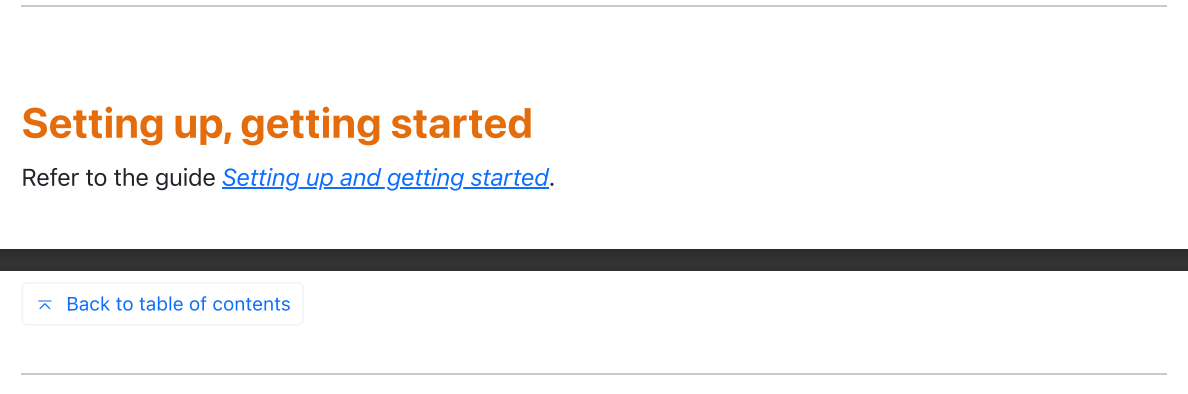 Setting up, getting started
Refer to the guide Setting up and getting started.
Back to table of contents